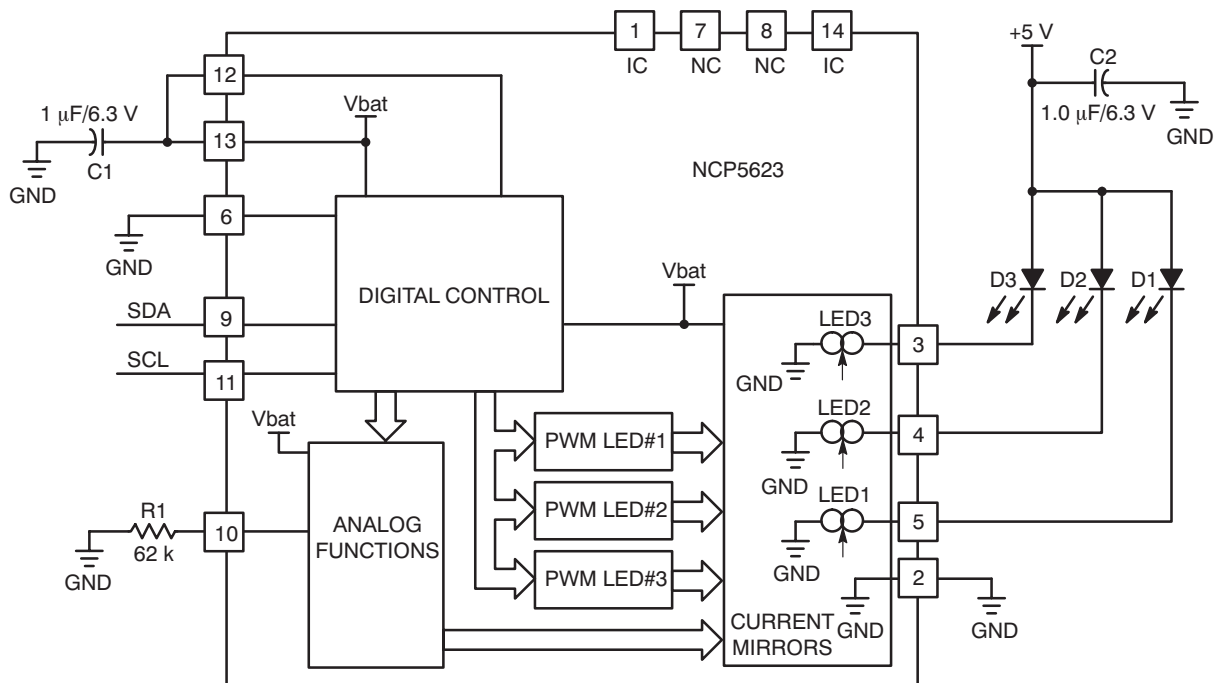 1
7
8
14
IC
NC
NC
IC
+5 V
C2
1.0 µF/6.3 V
GND
12
Vbat
1 µF/6.3 V
13
C1
GND
NCP5623
6
GND
DIGITAL CONTROL
Vbat
SDA
9
SCL
11
D3
D2
D1
LED3
3
GND
LED2
4
GND
LED1
5
GND
2
GND
GND
Vbat
PWM LED#1
PWM LED#2
PWM LED#3
R1
10
62 k
GND
ANALOG
FUNCTIONS
CURRENT
MIRRORS